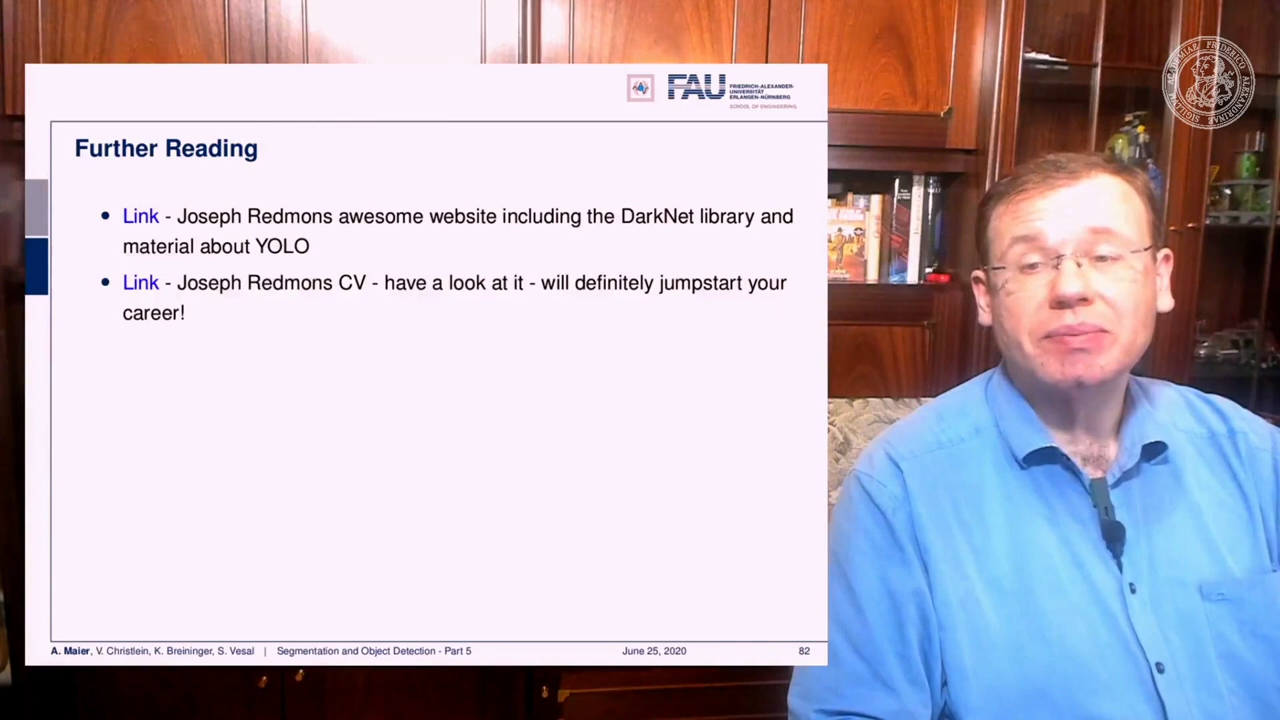 FAU
FRIEDRICH-ALEXANDER-
UNIVERSITÄT
ERLANGEN-NÜRNBERG
SCHOOL OF ENGINEERING
Further Reading
• Link - Joseph Redmons awesome website including the DarkNet library and
material about YOLO
• Link - Joseph Redmons CV - have a look at it - will definitely jumpstart your
career!
A. Maier, V. Christlein, K. Breininger, S. Vesal | Segmentation and Object Detection - Part 5 June 25, 2020 82